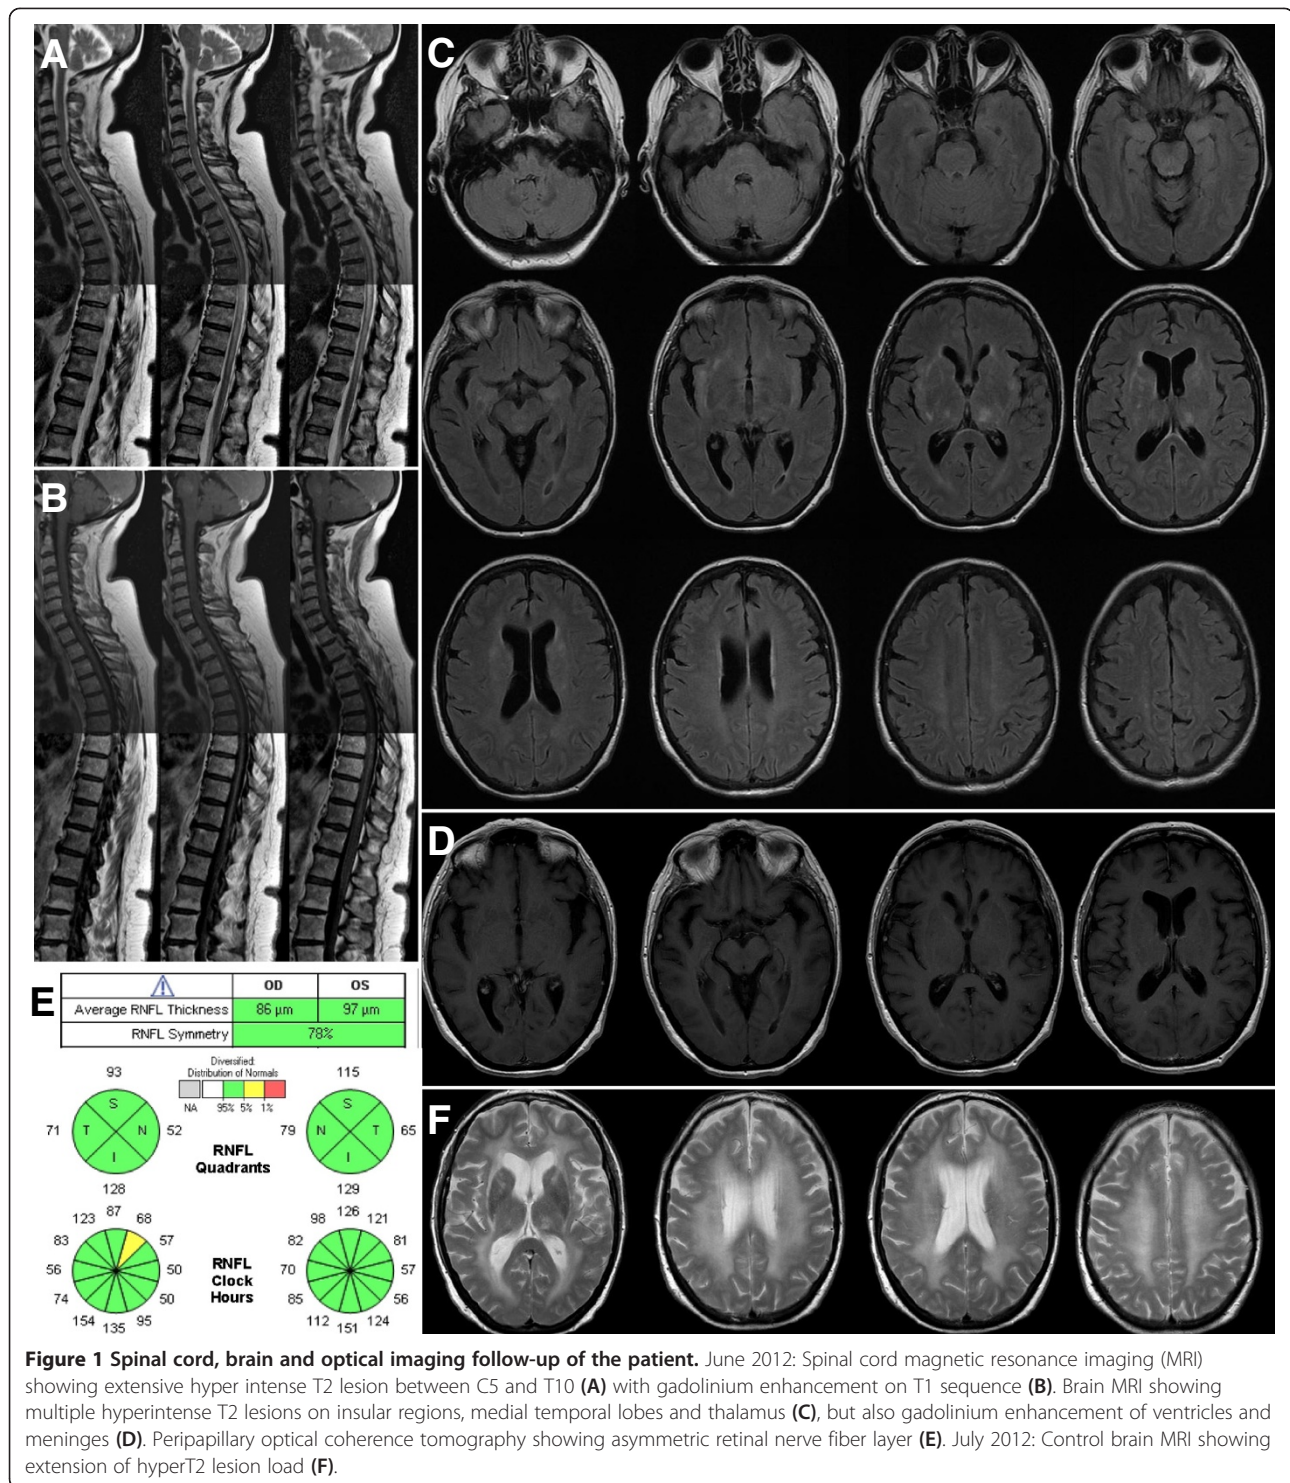 A
C
B
D
E
OD OS
Average RNFL Thickness 86 µm 97 µm
RNFL Symmetry 78%
Diversified:
Distribution of Normals
NA 95% 5% 1%
93
S
71 T N 52
I
128
115
S
79 N T 65
I
129
RNFL
Quadrants
87
123 68
83 57
56 50
74 50
154 95
135
126
98 121
82 81
70 57
85 56
112 124
151
RNFL
Clock
Hours
F
Figure 1 Spinal cord, brain and optical imaging follow-up of the patient. June 2012: Spinal cord magnetic resonance imaging (MRI)
showing extensive hyper intense T2 lesion between C5 and T10 (A) with gadolinium enhancement on T1 sequence (B). Brain MRI showing
multiple hyperintense T2 lesions on insular regions, medial temporal lobes and thalamus (C), but also gadolinium enhancement of ventricles and
meninges (D). Peripapillary optical coherence tomography showing asymmetric retinal nerve fiber layer (E). July 2012: Control brain MRI showing
extension of hyperT2 lesion load (F).